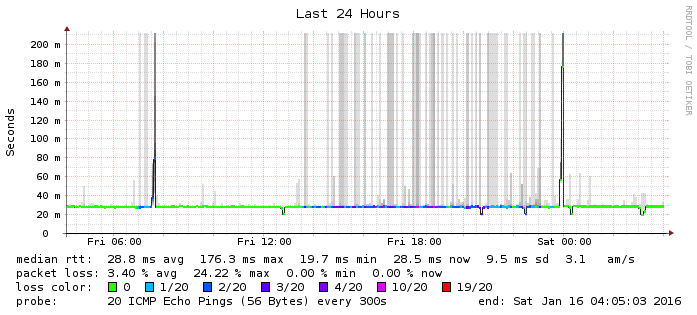 Last 24 Hours
RRDTOOL / TOBI OETIKER
Seconds
200 m
180 m
160 m
140 m
120 m
100 m
80 m
60 m
40 m
20 m
0
Fri 06:00 Fri 12:00 Fri 18:00 Sat 00:00
median rtt: 28.8 ms avg 176.3 ms max 19.7 ms min 28.5 ms now 9.5 ms sd 3.1 am/s
packet loss: 3.40 % avg 24.22 % max 0.00 % min 0.00 % now
loss color: 0 1/20 2/20 3/20 4/20 10/20 19/20
probe: 20 ICMP Echo Pings (56 Bytes) every 300s end: Sat Jan 16 04:05:03 2016